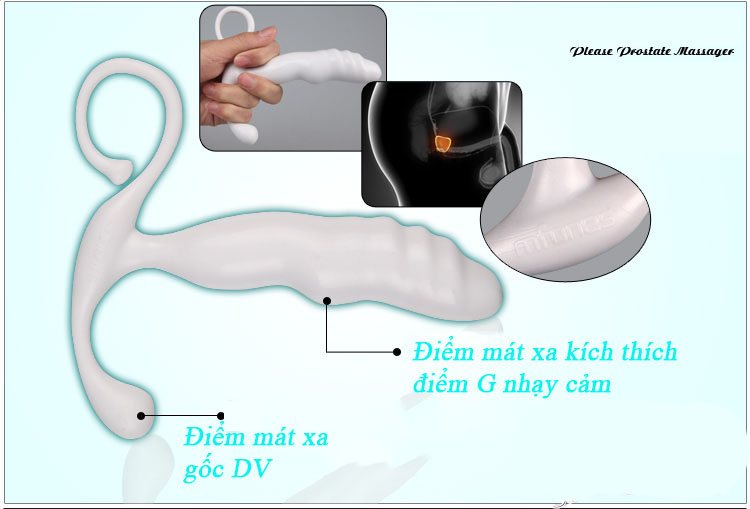 Please Prostate Massager
Điểm mát xa kích thích
điểm G nhạy cảm
Điểm mát xa
gốc DV